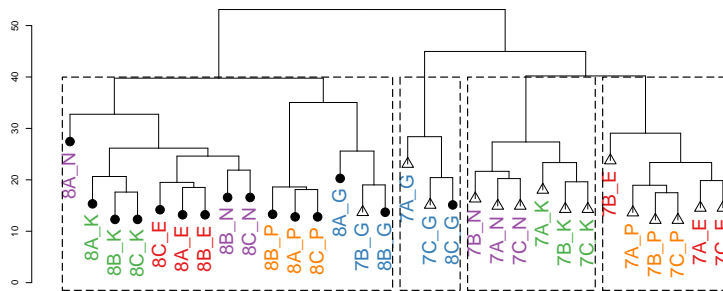 50
40
30
20
10
0
8A_N
8A_K
8B_K
8C_K
8C_E
8A_E
8B_E
8B_N
8C_N
8B_P
8A_P
8C_P
8A_G
7B_G
8B_G
7A_G
7C_G
8C_G
7B_N
7A_N
7C_N
7A_K
7B_K
7C_K
7B_E
7A_P
7B_P
7C_P
7A_E
7C_E